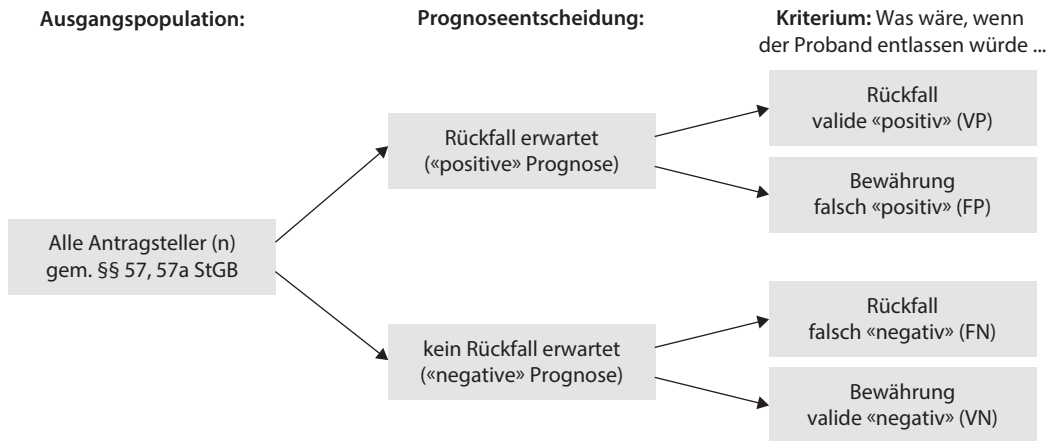 Ausgangspopulation:
Prognoseentscheidung:
Kriterium: Was wäre, wenn
der Proband entlassen würde ...
Alle Antragsteller (n)
gem. §§ 57, 57a StGB
Rückfall erwartet
(«positive» Prognose)
kein Rückfall erwartet
(«negative» Prognose)
Rückfall
valide «positiv» (VP)
Bewährung
falsch «positiv» (FP)
Rückfall
falsch «negativ» (FN)
Bewährung
valide «negativ» (VN)